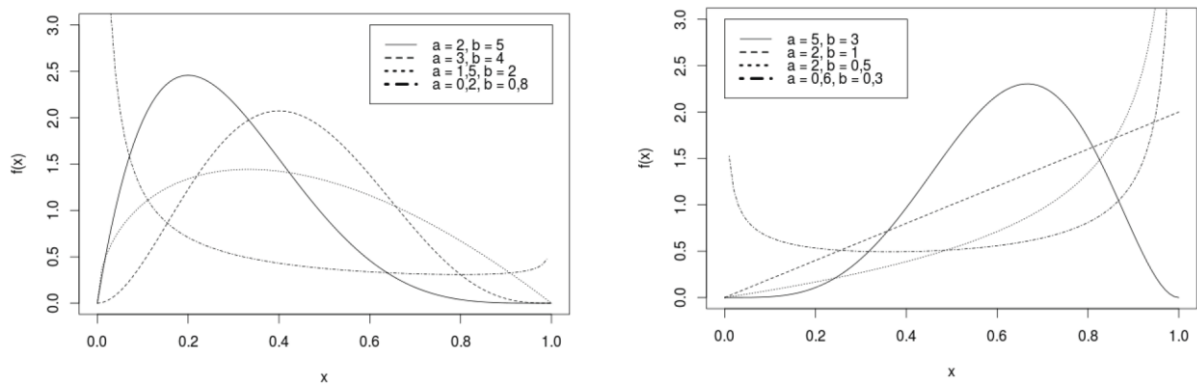 3.0
2.5
2.0
1.5
1.0
0.5
0.0
f(x)
a = 2, b = 5
a = 3, b = 4
a = 1,5, b = 2
a = 0,2, b = 0,8
0.0 0.2 0.4 0.6 0.8 1.0
x
3.0
2.5
2.0
1.5
1.0
0.5
0.0
f(x)
a = 5, b = 3
a = 2, b = 1
a = 2, b = 0,5
a = 0,6, b = 0,3
0.0 0.2 0.4 0.6 0.8 1.0
x